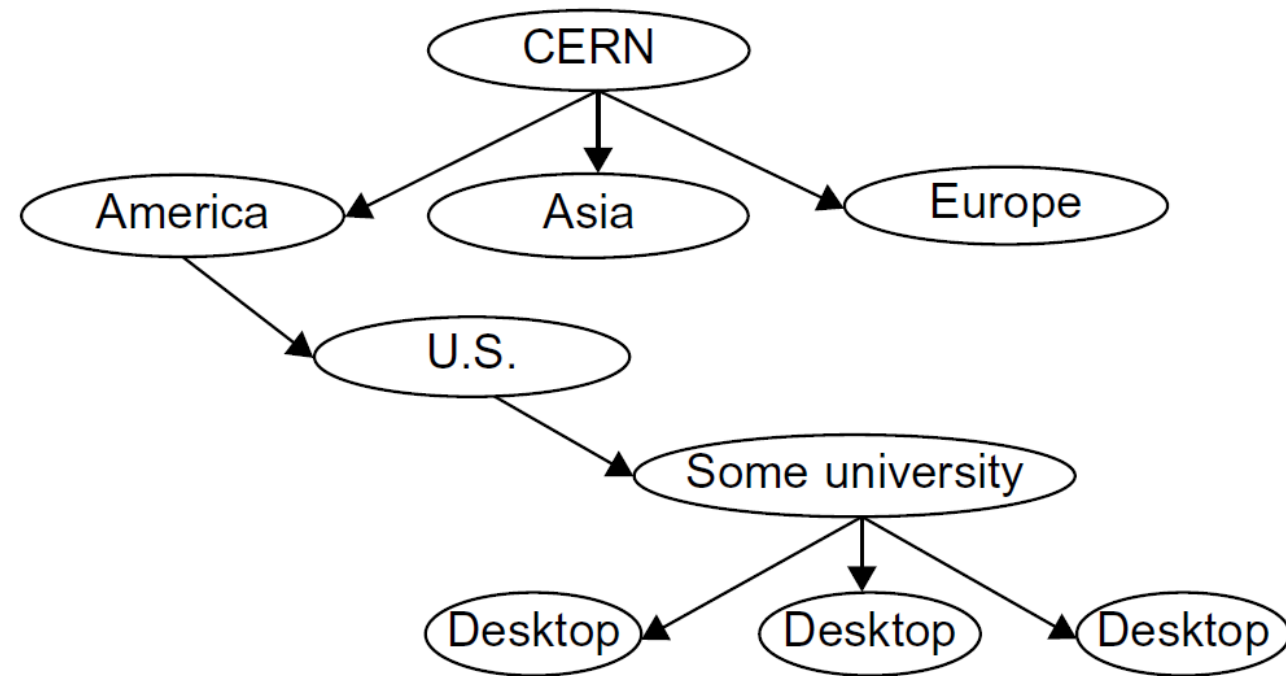 CERN
America
Asia
Europe
U.S.
Some university
Desktop
Desktop
Desktop